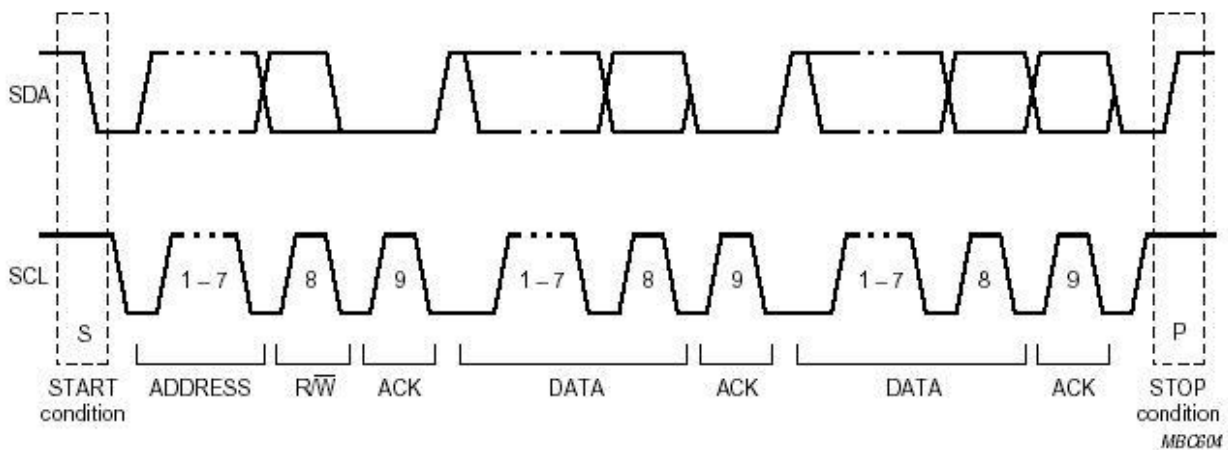 SDA
SCL
1 – 7
8
9
1 – 7
8
9
1 – 7
8
9
S
P
START
condition
ADDRESS
R/W̅
ACK
DATA
ACK
DATA
ACK
STOP
condition
MBC604